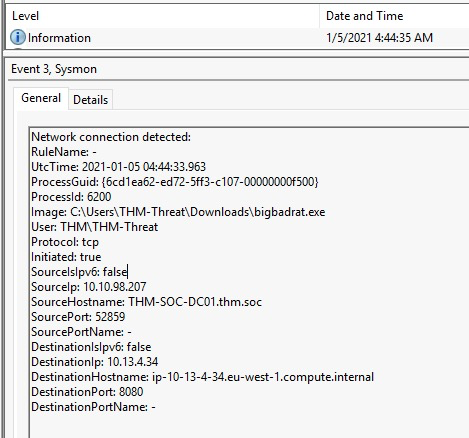 Level Date and Time
Information 1/5/2021 4:44:35 AM
Event 3, Sysmon
General Details
Network connection detected:
RuleName: -
UtcTime: 2021-01-05 04:44:33.963
ProcessGuid: {6cd1ea62-ed72-5ff3-c107-00000000f500}
ProcessId: 6200
Image: C:\Users\THM-Threat\Downloads\bigbadrat.exe
User: THM\THM-Threat
Protocol: tcp
Initiated: true
SourceIsIpv6: false
SourceIp: 10.10.98.207
SourceHostname: THM-SOC-DC01.thm.soc
SourcePort: 52859
SourcePortName: -
DestinationIsIpv6: false
DestinationIp: 10.13.4.34
DestinationHostname: ip-10-13-4-34.eu-west-1.compute.internal
DestinationPort: 8080
DestinationPortName: -